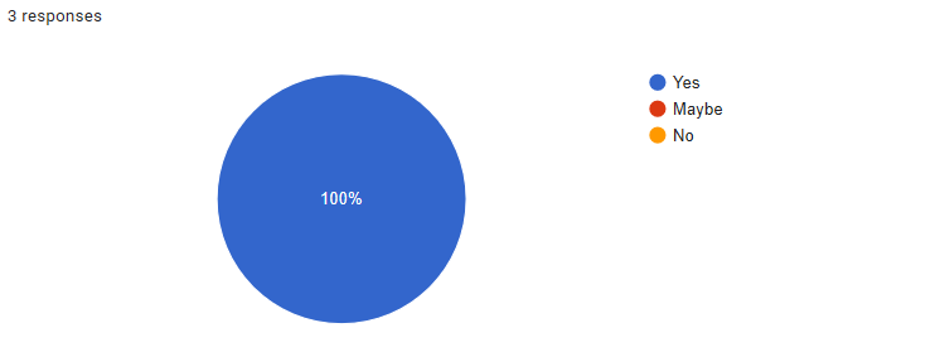 3 responses
Yes
Maybe
No
100%